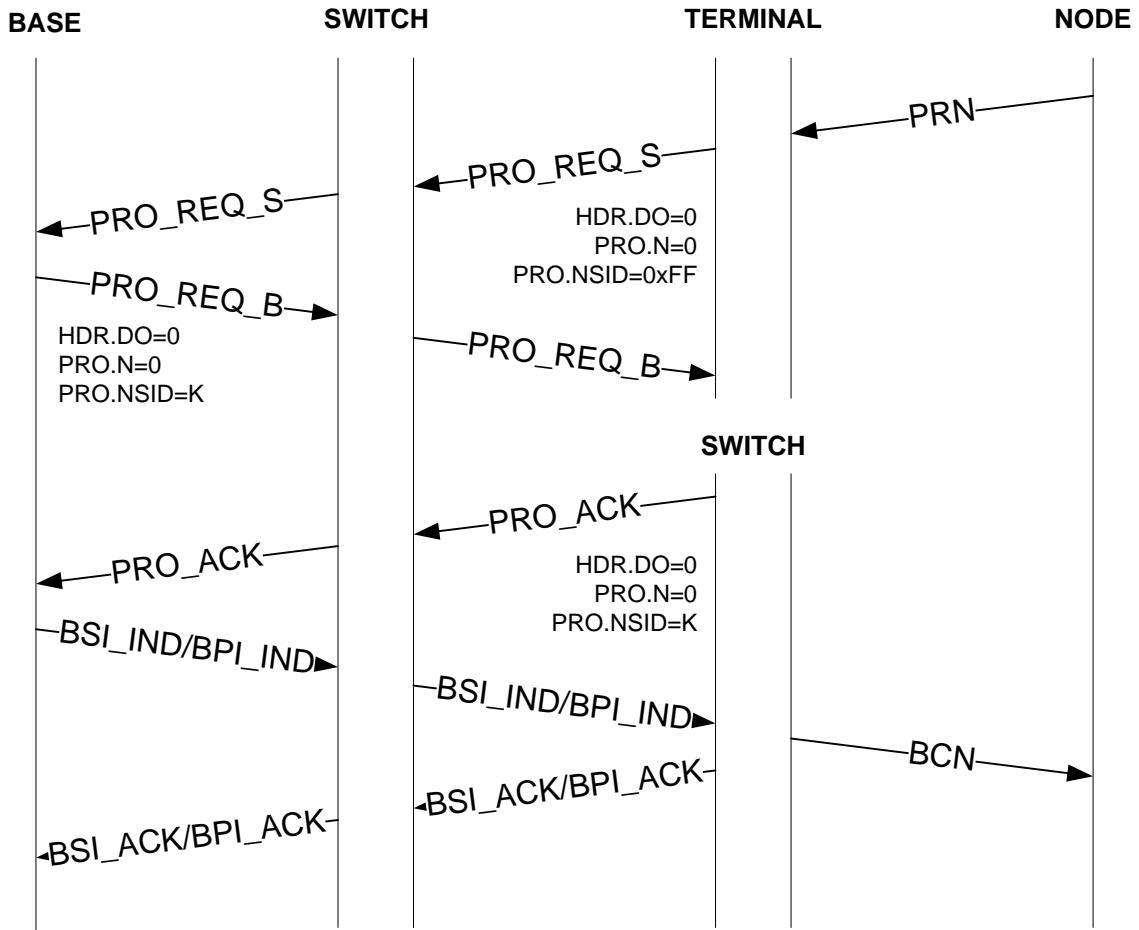 BASE SWITCH TERMINAL NODE
PRN
PRO_REQ_S
PRO_REQ_S
HDR.DO=0
PRO.N=0
PRO.NSID=0xFF
PRO_REQ_B
HDR.DO=0
PRO.N=0
PRO.NSID=K
PRO_REQ_B
SWITCH
PRO_ACK
PRO_ACK
HDR.DO=0
PRO.N=0
PRO.NSID=K
BSI_IND/BPI_IND
BSI_IND/BPI_IND
BCN
BSI_ACK/BPI_ACK
BSI_ACK/BPI_ACK